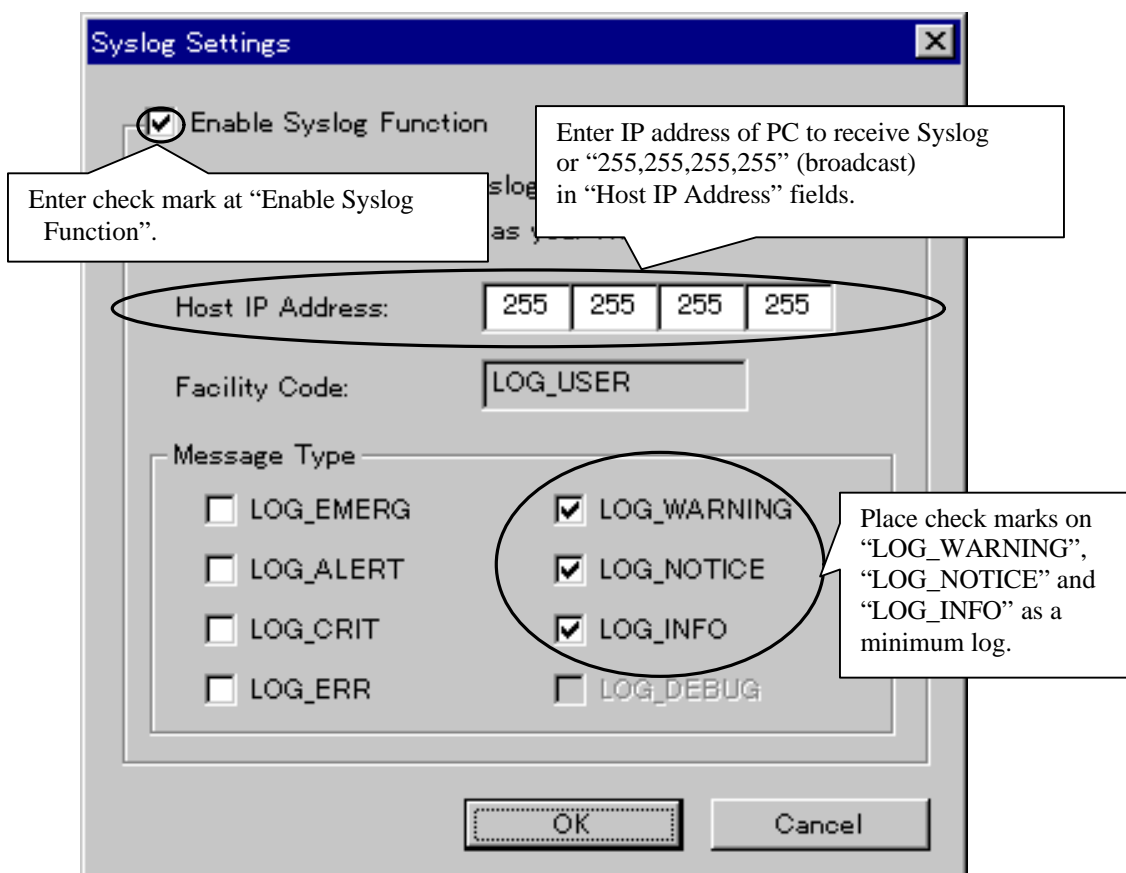 Syslog Settings
Enable Syslog Function
Enter IP address of PC to receive Syslog
or “255,255,255,255” (broadcast)
in “Host IP Address” fields.
Enter check mark at “Enable Syslog
Function”.
as
Host IP Address:
255 255 255 255
Facility Code:
LOG_USER
Message Type
LOG_EMERG
LOG_WARNING
LOG_ALERT
LOG_NOTICE
LOG_CRIT
LOG_INFO
LOG_ERR
LOG_DEBUG
Place check marks on
“LOG_WARNING”,
“LOG_NOTICE” and
“LOG_INFO” as a
minimum log.
OK
Cancel